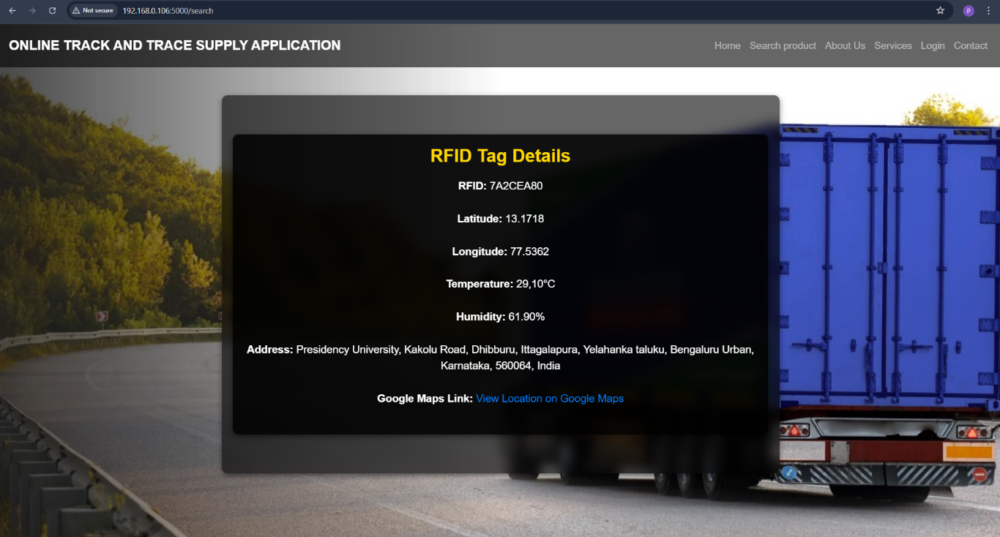 Not secure 192.168.0.106:5000/search P
ONLINE TRACK AND TRACE SUPPLY APPLICATION
Home Search product About Us Services Login Contact
RFID Tag Details
RFID: 7A2CEA80
Latitude: 13.1718
Longitude: 77.5362
Temperature: 29,10°C
Humidity: 61.90%
Address: Presidency University, Kakolu Road, Dhibburu, Ittagalapura, Yelahanka taluku, Bengaluru Urban,
Karnataka, 560064, India
Google Maps Link: View Location on Google Maps